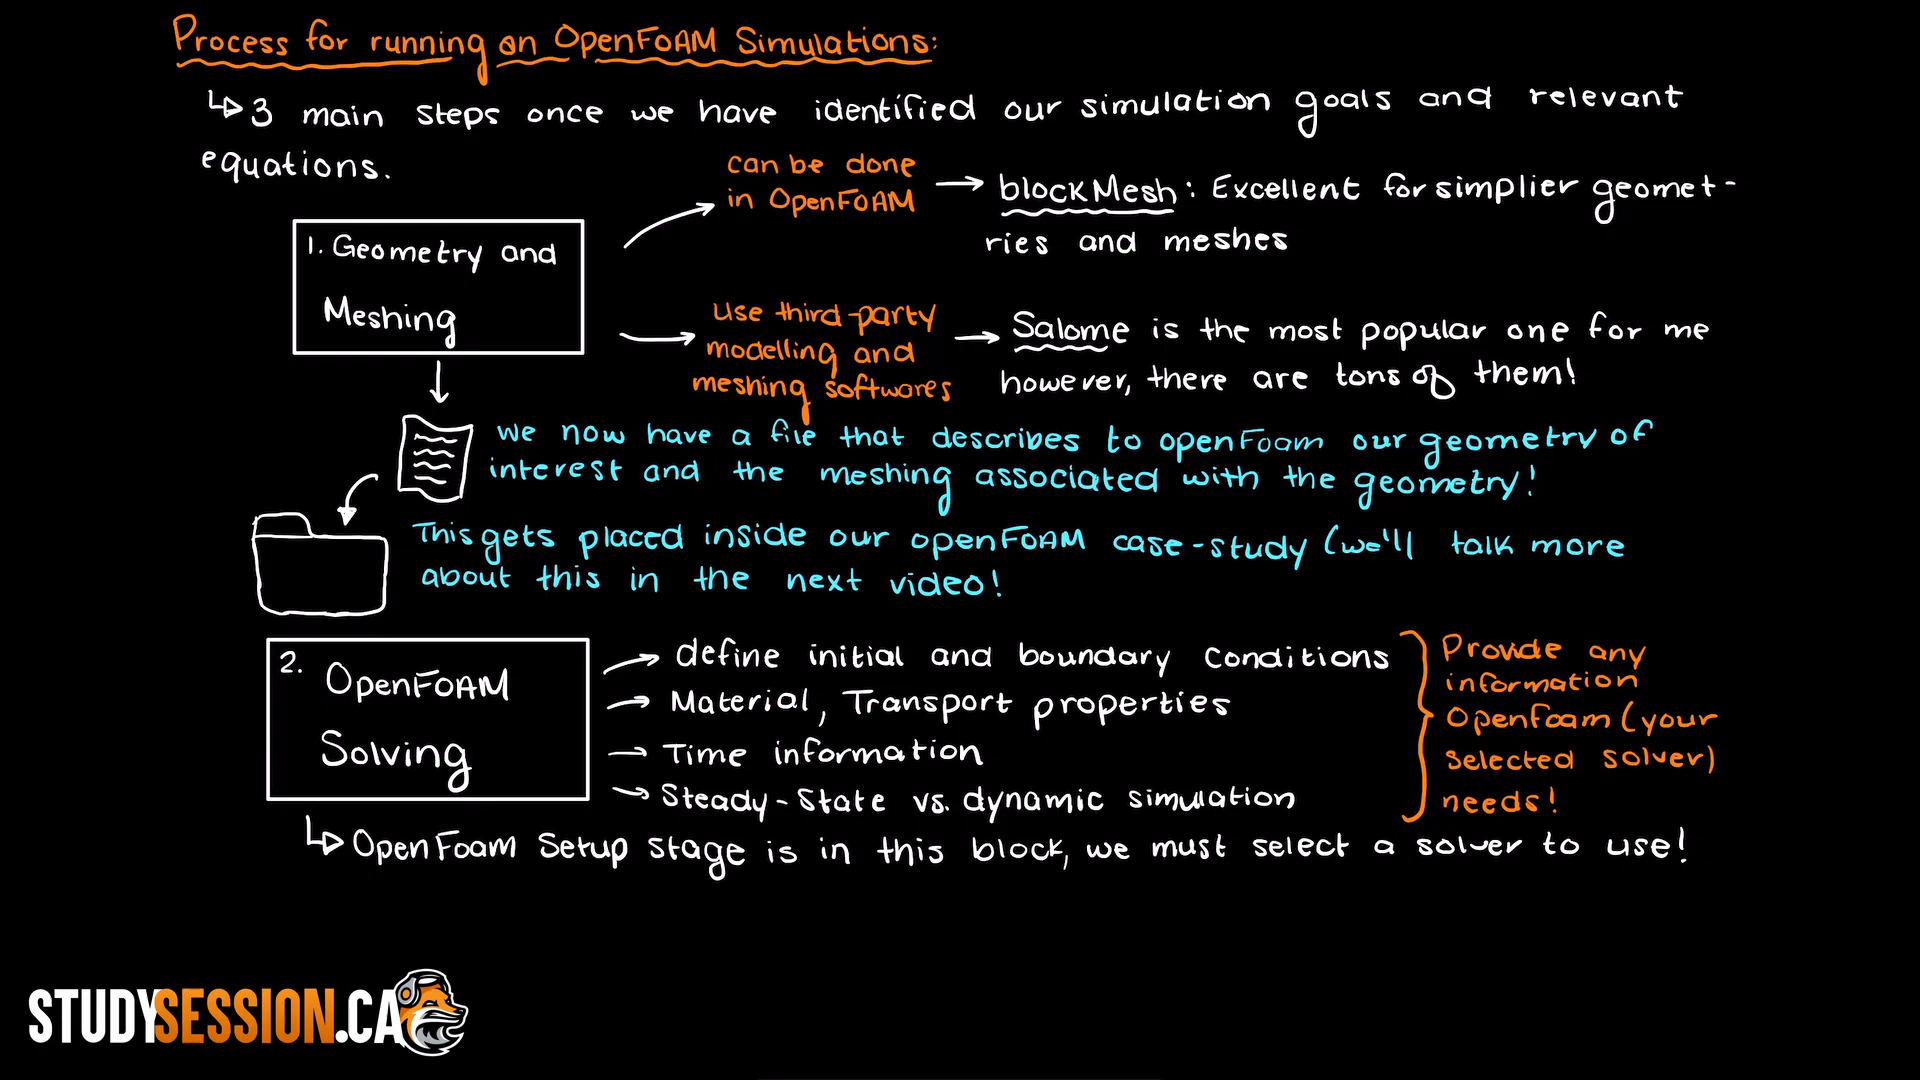 Process for running an OpenFOAM Simulations:
↳ 3 main steps once we have identified our simulation goals and relevant
equations.
can be done
in OpenFOAM → blockMesh: Excellent for simplier geomet-
ries and meshes
1. Geometry and
Meshing
Use third-party
modelling and
meshing softwares → Salome is the most popular one for me
however, there are tons of them!
we now have a file that describes to openFoam our geometry of
interest and the meshing associated with the geometry!
This gets placed inside our openFOAM case-study (we'll talk more
about this in the next video!
2. OpenFOAM
Solving
→ define initial and boundary conditions
→ Material, Transport properties
→ Time information
→ Steady-State vs. dynamic simulation
Provide any
information
OpenFoam (your
selected solver)
needs!
↳ OpenFoam Setup stage is in this block, we must select a solver to use!
STUDYSESSION.CA